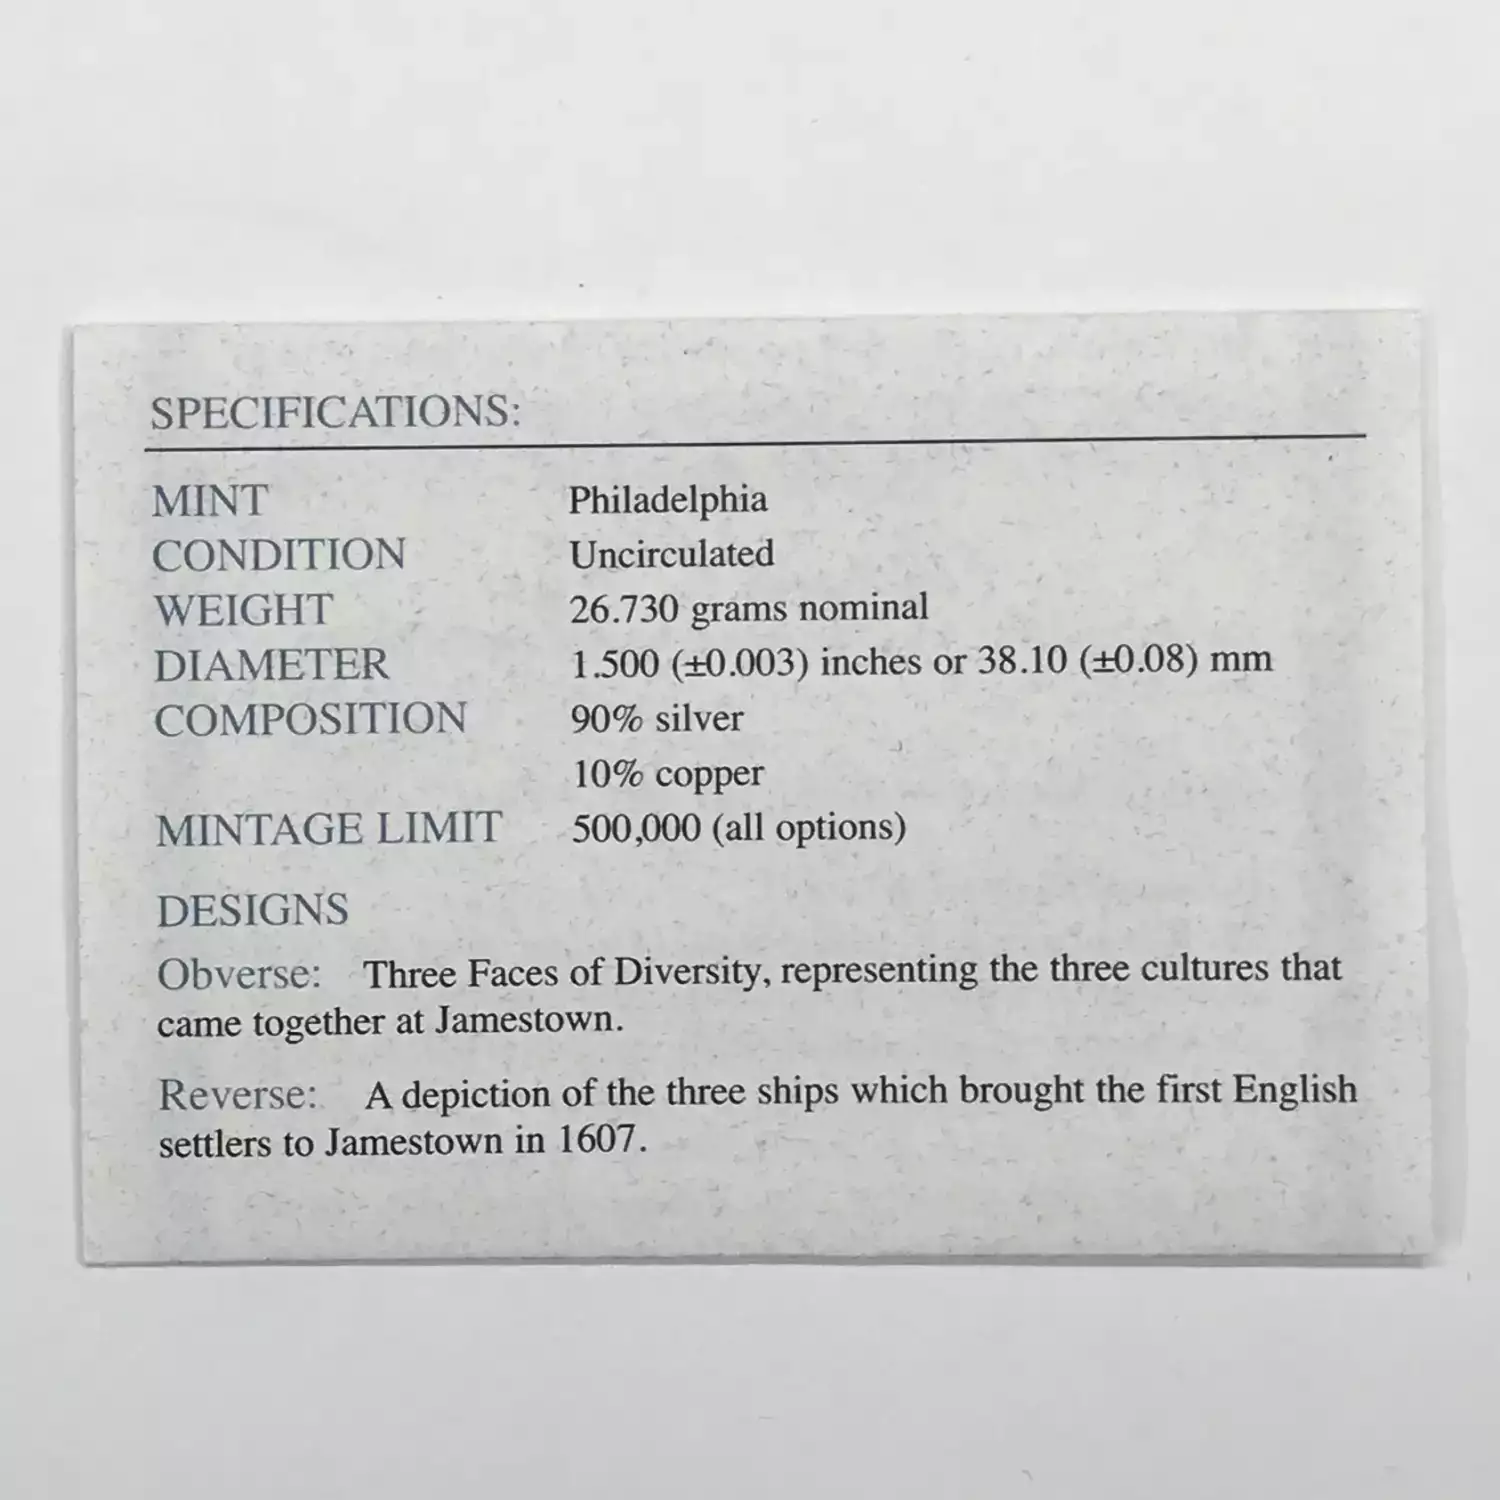 SPECIFICATIONS:
MINT Philadelphia
CONDITION Uncirculated
WEIGHT 26.730 grams nominal
DIAMETER 1.500 (±0.003) inches or 38.10 (±0.08) mm
COMPOSITION 90% silver
10% copper
MINTAGE LIMIT 500,000 (all options)
DESIGNS
Obverse: Three Faces of Diversity, representing the three cultures that
came together at Jamestown.
Reverse: A depiction of the three ships which brought the first English
settlers to Jamestown in 1607.